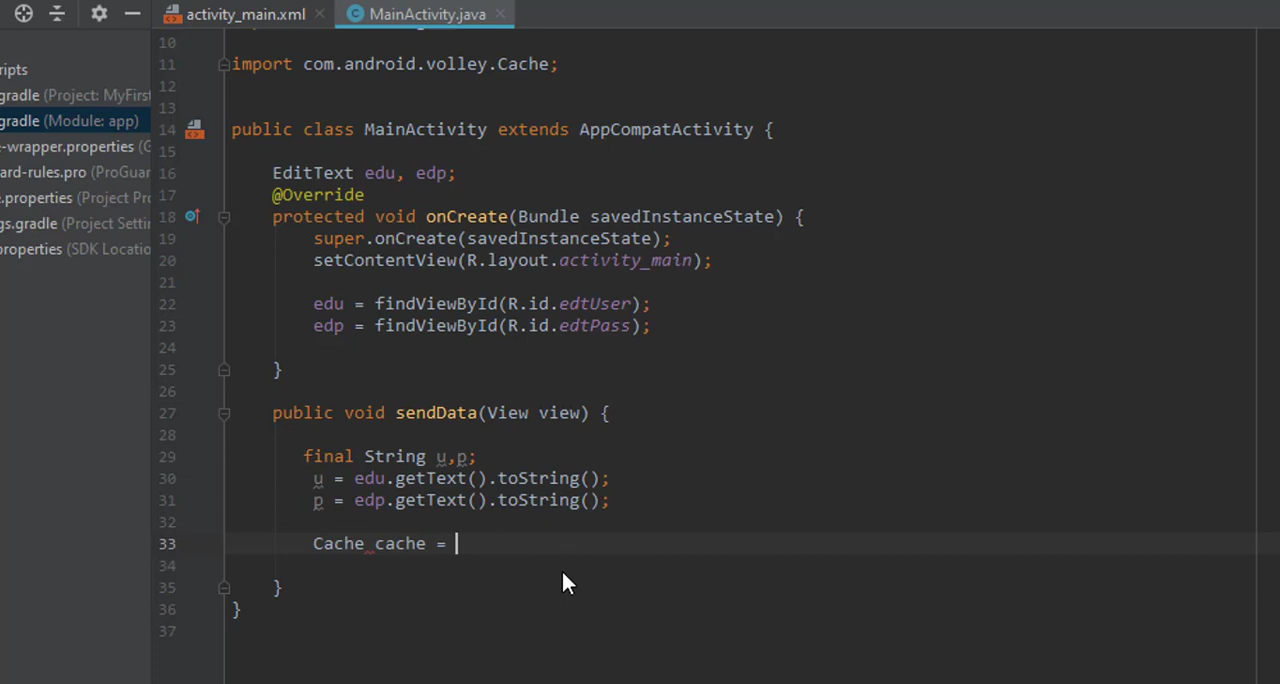 activity_main.xml
MainActivity.java
10
11 import com.android.volley.Cache;
12
13
14 public class MainActivity extends AppCompatActivity {
15
16 EditText edu, edp;
17 @Override
18 protected void onCreate(Bundle savedInstanceState) {
19 super.onCreate(savedInstanceState);
20 setContentView(R.layout.activity_main);
21
22 edu = findViewById(R.id.edtUser);
23 edp = findViewById(R.id.edtPass);
24
25 }
26
27 public void sendData(View view) {
28
29 final String u,p;
30 u = edu.getText().toString();
31 p = edp.getText().toString();
32
33 Cache cache =
34
35 }
36 }
37
ripts
gradle (Project: MyFirst
gradle (Module: app)
e-wrapper.properties (G
ard-rules.pro (ProGuar
e.properties (Project Pr
gs.gradle (Project Setti
properties (SDK Locatio